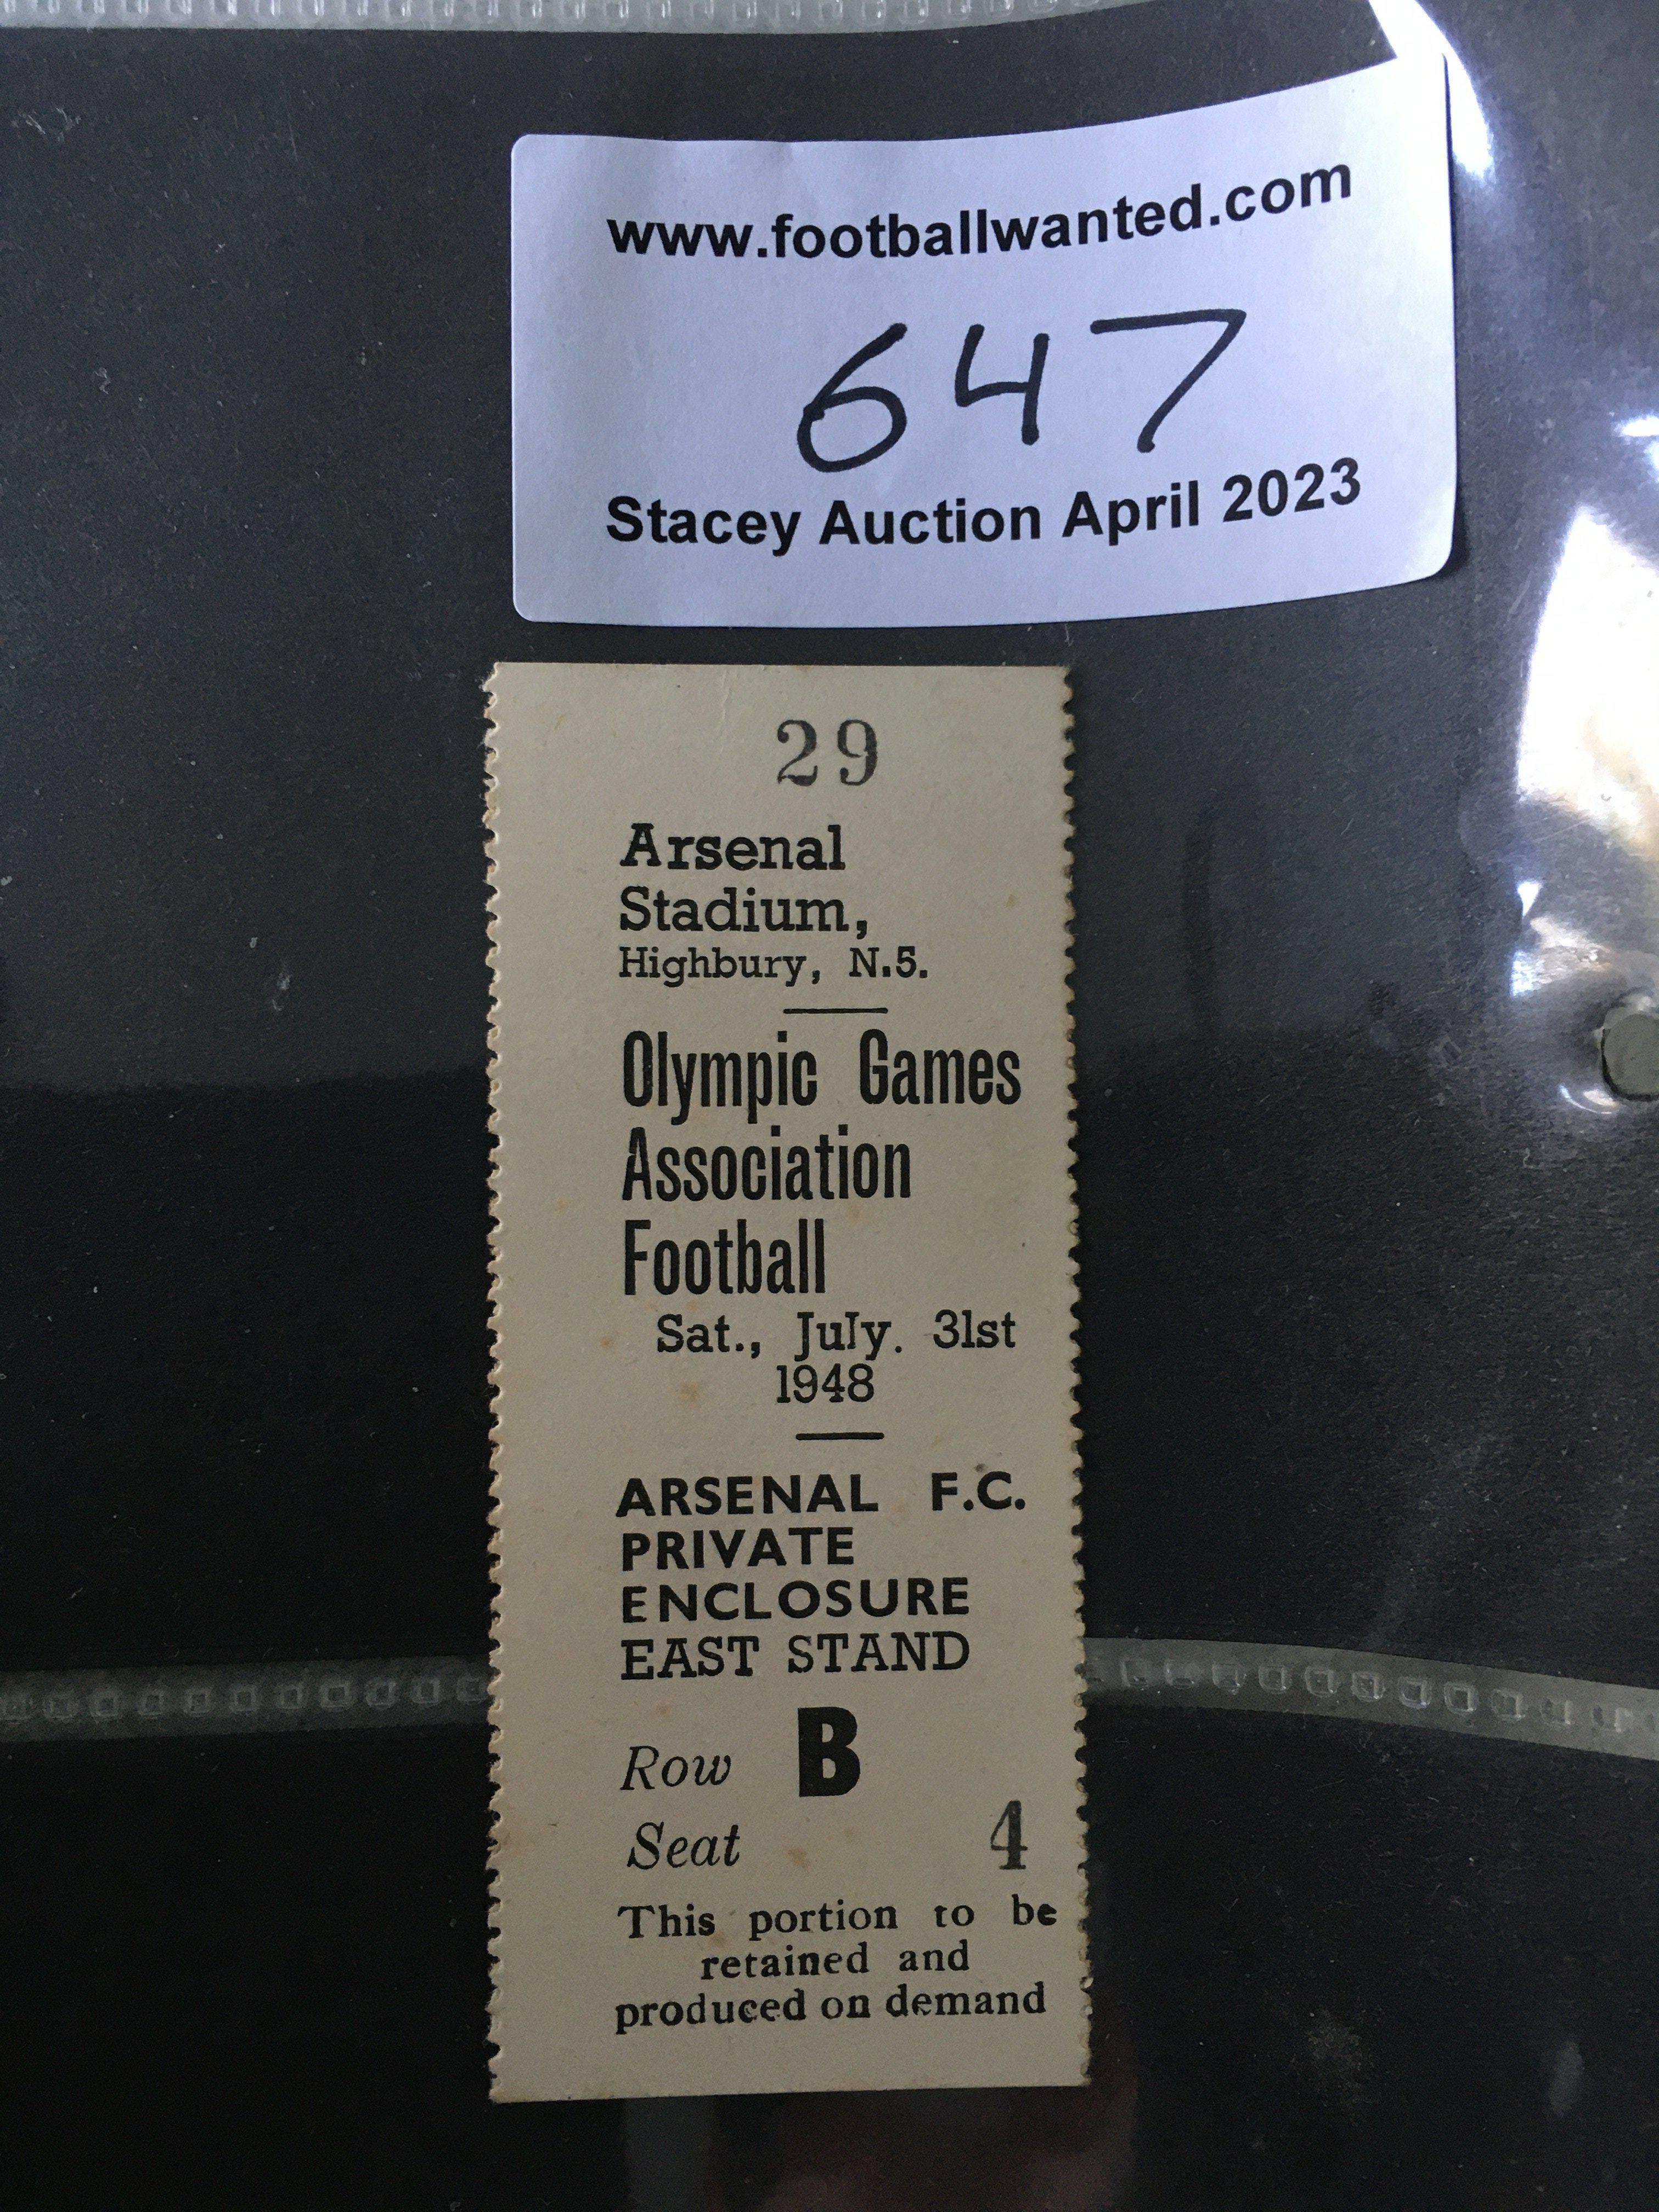 www.footballwanted.com
647
Stacey Auction April 2023
29
Arsenal
Stadium,
Highbury, N.5.
Olympic Games
Association
Football
Sat., July. 31st
1948
ARSENAL F.C.
PRIVATE
ENCLOSURE
EAST STAND
Row B
Seat 4
This portion to be
retained and
produced on demand